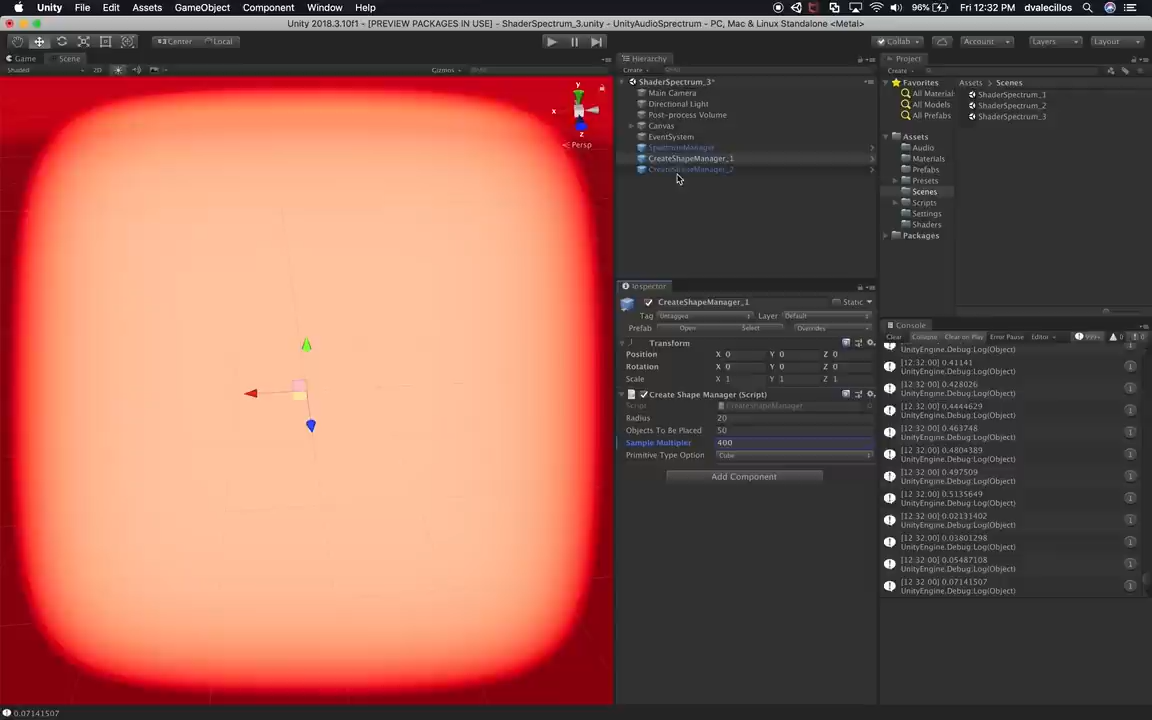 Unity File Edit Assets GameObject Component Window Help
96% Fri 12:32 PM dvalecillos
Unity 2018.3.10f1 - [PREVIEW PACKAGES IN USE] - ShaderSpectrum_3.unity - UnityAudioSpectrum - PC, Mac & Linux Standalone <Metal>
Center Local
Collab Account Layers Layout
Game Scene
Shaded 2D Gizmos
y
x
z
Persp
Hierarchy
Create
ShaderSpectrum_3*
Main Camera
Directional Light
Post-process Volume
Canvas
EventSystem
SpectrumManager
CreateShapeManager_1
CreateShapeManager_2
Inspector
CreateShapeManager_1 Static
Tag Untagged Layer Default
Prefab Open Select Overrides
Transform
Position X 0 Y 0 Z 0
Rotation X 0 Y 0 Z 0
Scale X 1 Y 1 Z 1
Create Shape Manager (Script)
Script CreateShapeManager
Radius 20
Objects To Be Placed 50
Sample Multiplier 400
Primitive Type Option Cube
Add Component
Project
Create
Favorites
All Material
All Models
All Prefabs
Assets
Audio
Materials
Prefabs
Presets
Scenes
Scripts
Settings
Shaders
Packages
Assets Scenes
ShaderSpectrum_1
ShaderSpectrum_2
ShaderSpectrum_3
Console
Clear Collapse Clear on Play Error Pause Editor 999+ 0 0
UnityEngine.Debug:Log(Object)
[12:32:00] 0.41141
UnityEngine.Debug:Log(Object)
[12:32:00] 0.428026
UnityEngine.Debug:Log(Object)
[12:32:00] 0.4444629
UnityEngine.Debug:Log(Object)
[12:32:00] 0.463748
UnityEngine.Debug:Log(Object)
[12:32:00] 0.4804389
UnityEngine.Debug:Log(Object)
[12:32:00] 0.497509
UnityEngine.Debug:Log(Object)
[12:32:00] 0.5135649
UnityEngine.Debug:Log(Object)
[12:32:00] 0.02131402
UnityEngine.Debug:Log(Object)
[12:32:00] 0.03801298
UnityEngine.Debug:Log(Object)
[12:32:00] 0.05487108
UnityEngine.Debug:Log(Object)
[12:32:00] 0.07141507
UnityEngine.Debug:Log(Object)
0.07141507